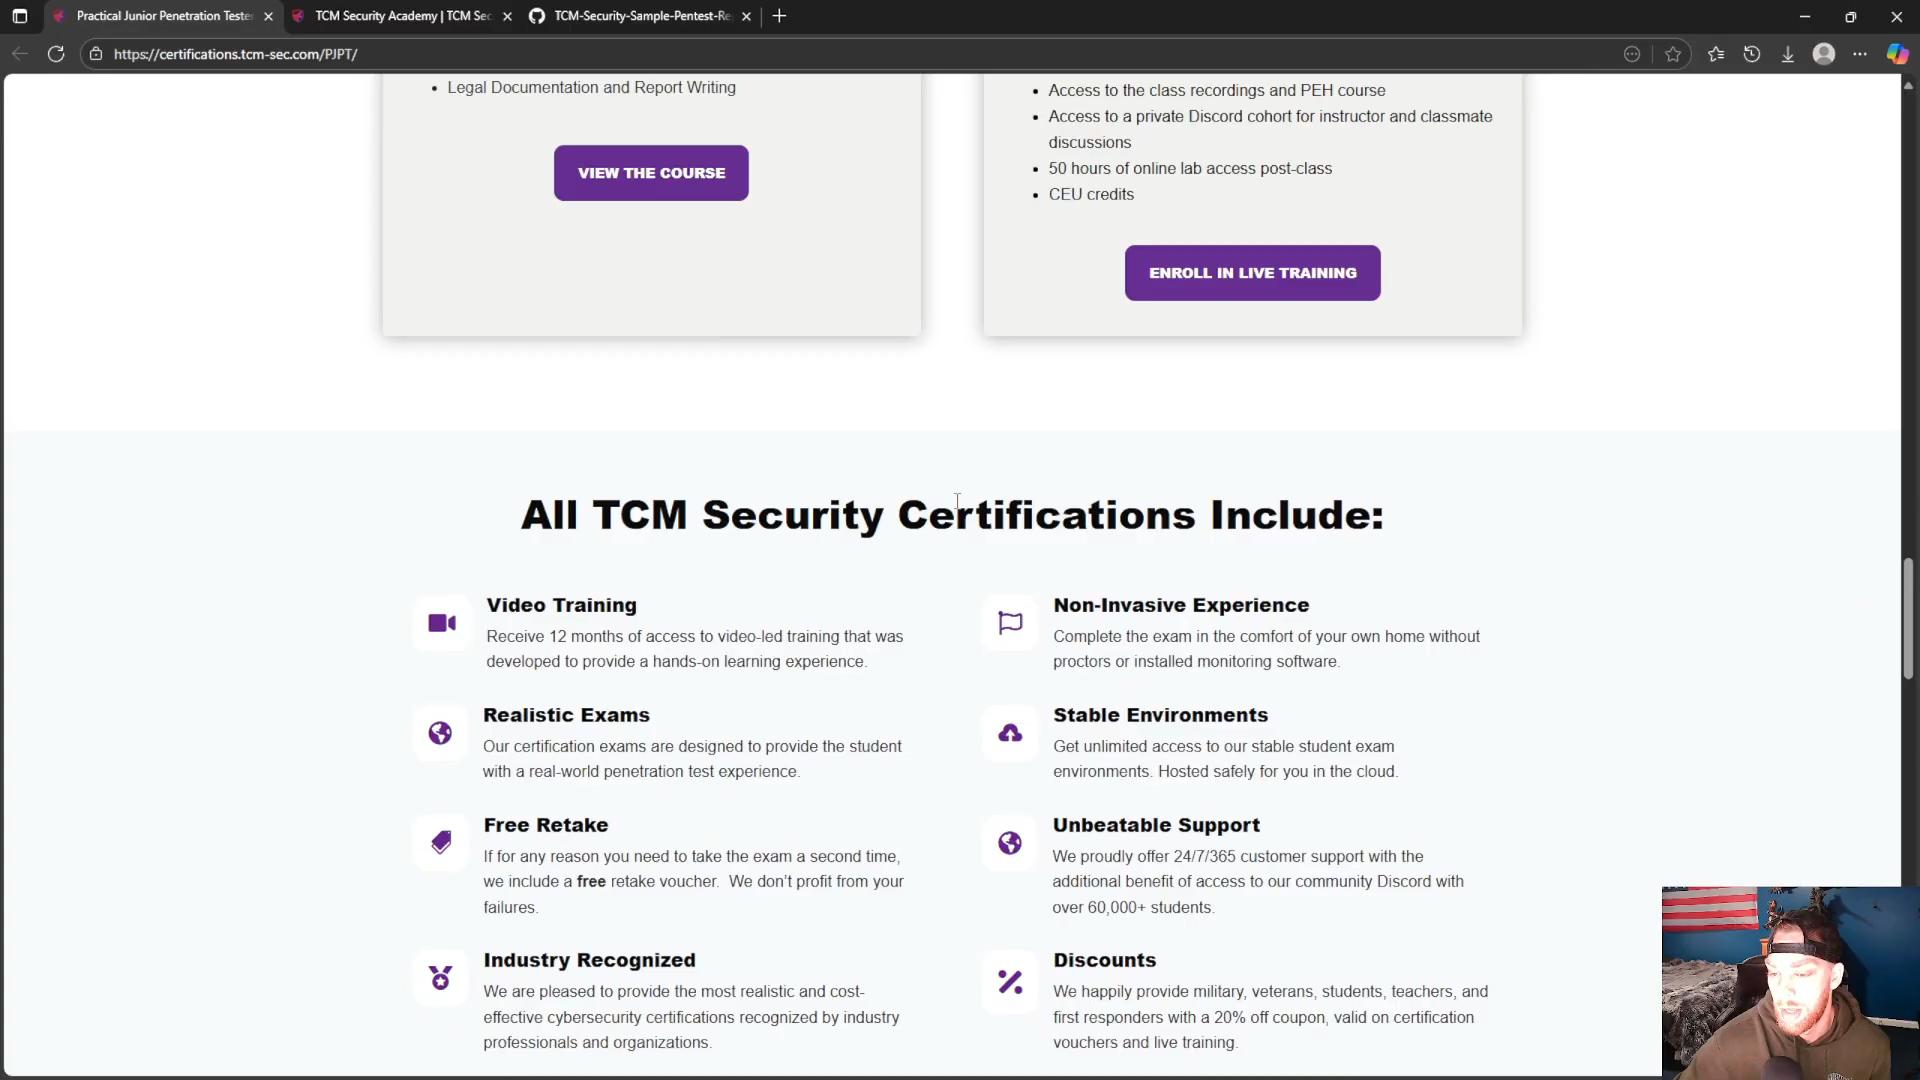 Practical Junior Penetration Teste
TCM Security Academy | TCM Sec
TCM-Security-Sample-Pentest-Re
https://certifications.tcm-sec.com/PJPT/
Legal Documentation and Report Writing
VIEW THE COURSE
Access to the class recordings and PEH course
Access to a private Discord cohort for instructor and classmate
discussions
50 hours of online lab access post-class
CEU credits
ENROLL IN LIVE TRAINING
All TCM Security Certifications Include:
Video Training
Receive 12 months of access to video-led training that was
developed to provide a hands-on learning experience.
Non-Invasive Experience
Complete the exam in the comfort of your own home without
proctors or installed monitoring software.
Realistic Exams
Our certification exams are designed to provide the student
with a real-world penetration test experience.
Stable Environments
Get unlimited access to our stable student exam
environments. Hosted safely for you in the cloud.
Free Retake
If for any reason you need to take the exam a second time,
we include a free retake voucher. We don't profit from your
failures.
Unbeatable Support
We proudly offer 24/7/365 customer support with the
additional benefit of access to our community Discord with
over 60,000+ students.
Industry Recognized
We are pleased to provide the most realistic and cost-
effective cybersecurity certifications recognized by industry
professionals and organizations.
Discounts
We happily provide military, veterans, students, teachers, and
first responders with a 20% off coupon, valid on certification
vouchers and live training.